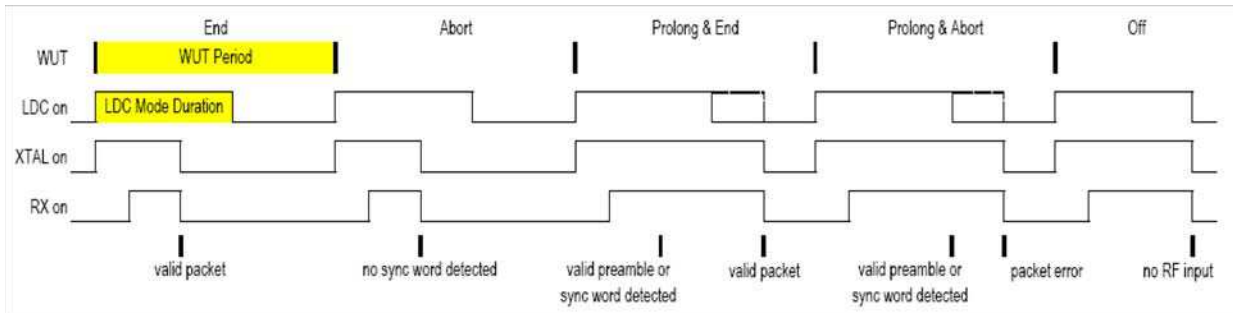 End Abort Prolong & End Prolong & Abort Off
WUT WUT Period
LDC on LDC Mode Duration
XTAL on
RX on
valid packet no sync word detected valid preamble or valid packet valid preamble or packet error no RF input
sync word detected sync word detected